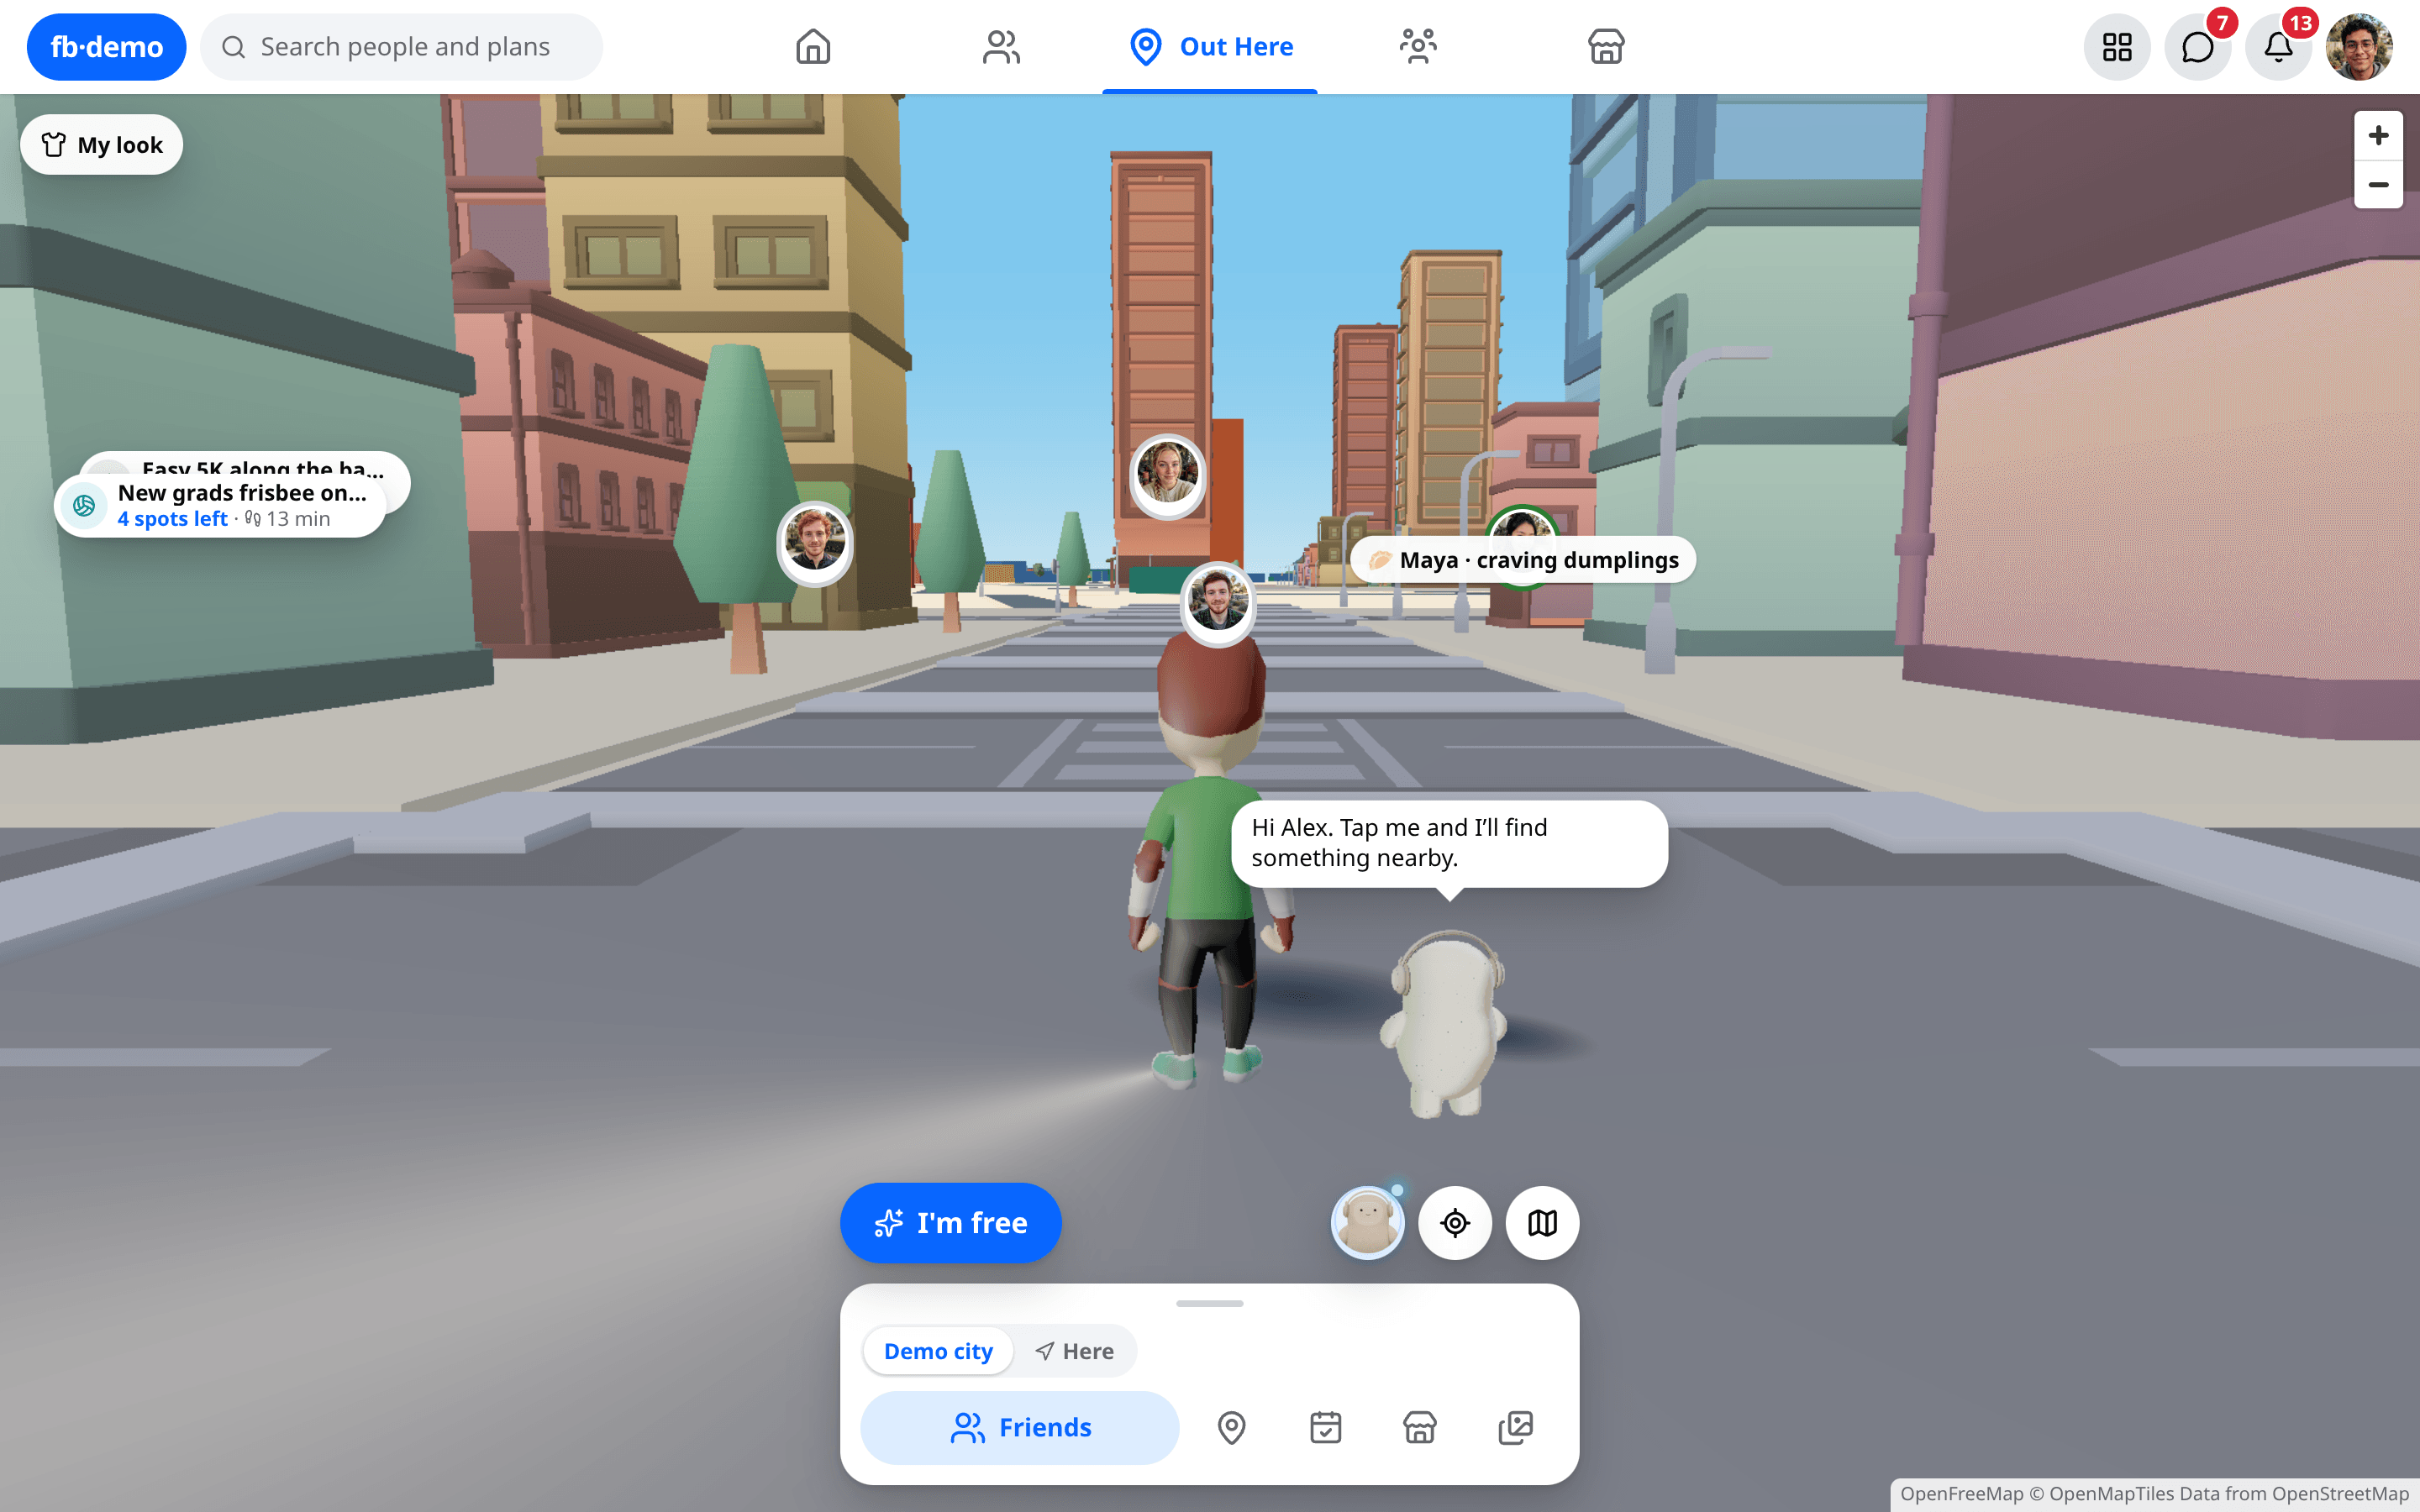 fb·demo
Search people and plans
Out Here
7
13
My look
Easy 5K along the ba...
New grads frisbee on...
4 spots left · 13 min
Maya · craving dumplings
Hi Alex. Tap me and I’ll find
something nearby.
I'm free
Demo city
Here
Friends
OpenFreeMap © OpenMapTiles Data from OpenStreetMap